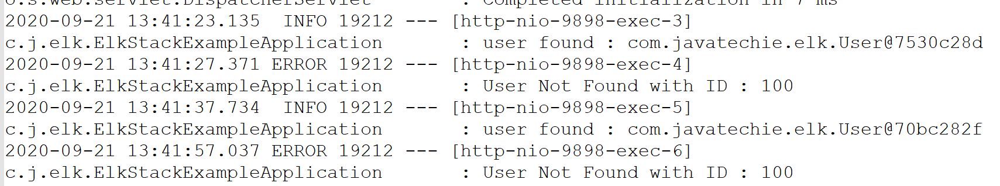 o.s.web.servlet.DispatcherServlet        : Completed initialization in 7 ms
2020-09-21 13:41:23.135  INFO 19212 --- [http-nio-9898-exec-3]
c.j.elk.ElkStackExampleApplication       : user found : com.javatechie.elk.User@7530c28d
2020-09-21 13:41:27.371 ERROR 19212 --- [http-nio-9898-exec-4]
c.j.elk.ElkStackExampleApplication       : User Not Found with ID : 100
2020-09-21 13:41:37.734  INFO 19212 --- [http-nio-9898-exec-5]
c.j.elk.ElkStackExampleApplication       : user found : com.javatechie.elk.User@70bc282f
2020-09-21 13:41:57.037 ERROR 19212 --- [http-nio-9898-exec-6]
c.j.elk.ElkStackExampleApplication       : User Not Found with ID : 100